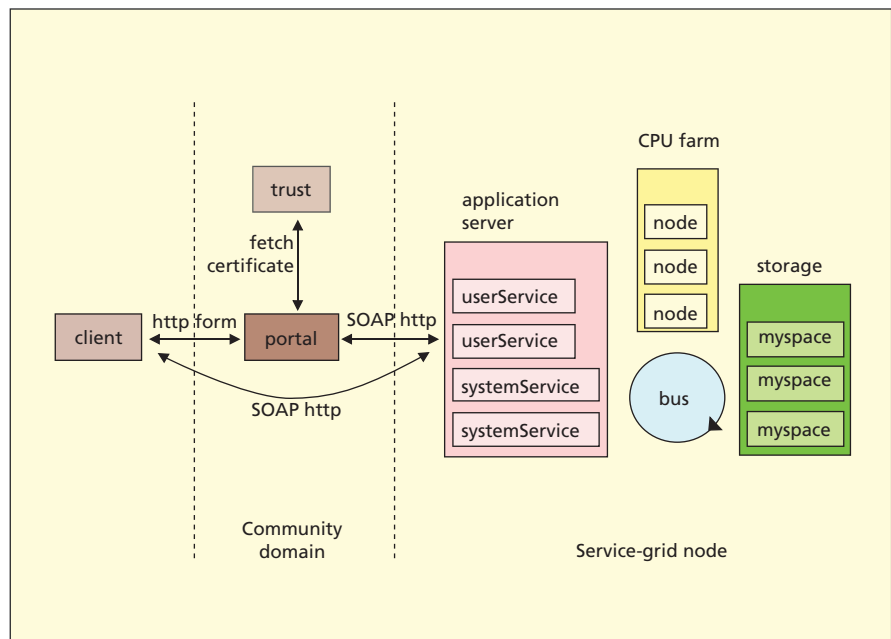 CPU farm
trust
application
server
node
fetch
certificate
node
storage
userService
node
http form
SOAP http
client
portal
userService
myspace
SOAP http
systemService
bus
myspace
systemService
myspace
Community
domain
Service-grid node